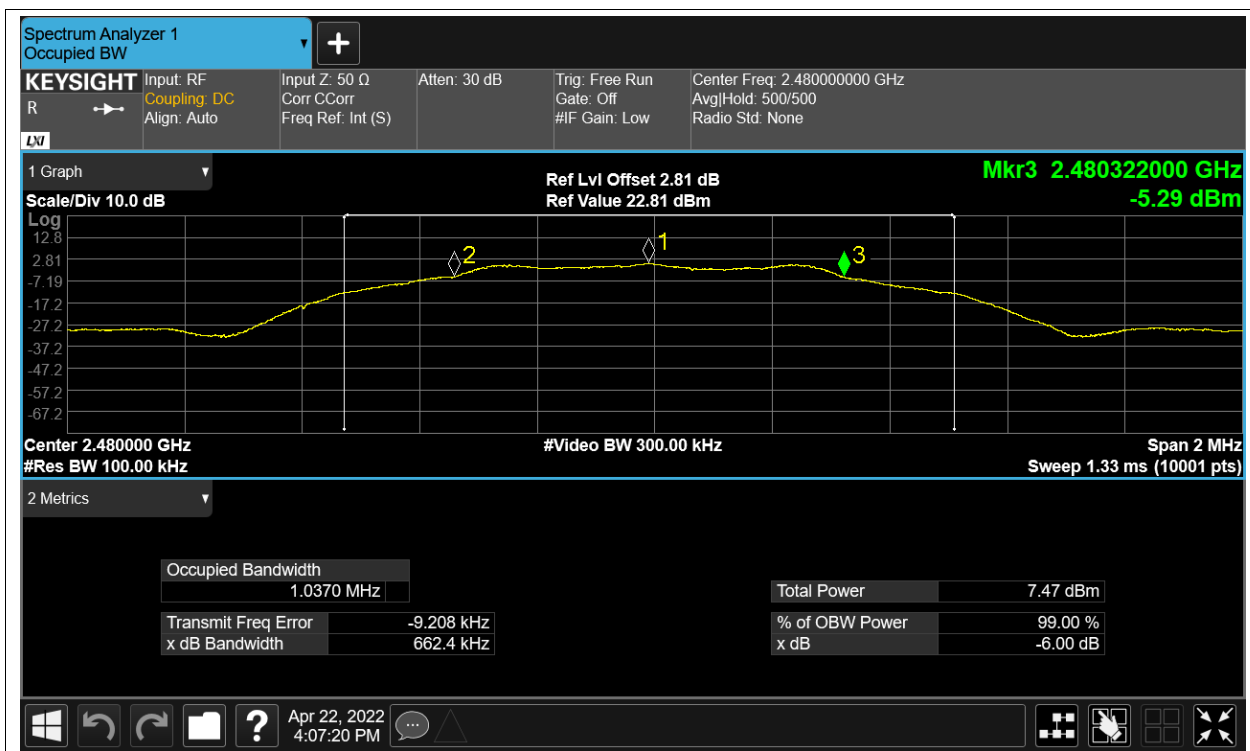 Spectrum Analyzer 1
Occupied BW
KEYSIGHT
R
LXI
Input: RF
Coupling: DC
Align: Auto
Input Z: 50 Ω
Corr CCorr
Freq Ref: Int (S)
Atten: 30 dB
Trig: Free Run
Gate: Off
#IF Gain: Low
Center Freq: 2.480000000 GHz
Avg|Hold: 500/500
Radio Std: None
1 Graph
Scale/Div 10.0 dB
Ref Lvl Offset 2.81 dB
Ref Value 22.81 dBm
Mkr3 2.480322000 GHz
-5.29 dBm
Log
12.8
2.81
-7.19
-17.2
-27.2
-37.2
-47.2
-57.2
-67.2
2
1
3
Center 2.480000 GHz
#Res BW 100.00 kHz
#Video BW 300.00 kHz
Span 2 MHz
Sweep 1.33 ms (10001 pts)
2 Metrics
Occupied Bandwidth
1.0370 MHz
Transmit Freq Error -9.208 kHz
x dB Bandwidth 662.4 kHz
Total Power 7.47 dBm
% of OBW Power 99.00 %
x dB -6.00 dB
?
Apr 22, 2022
4:07:20 PM